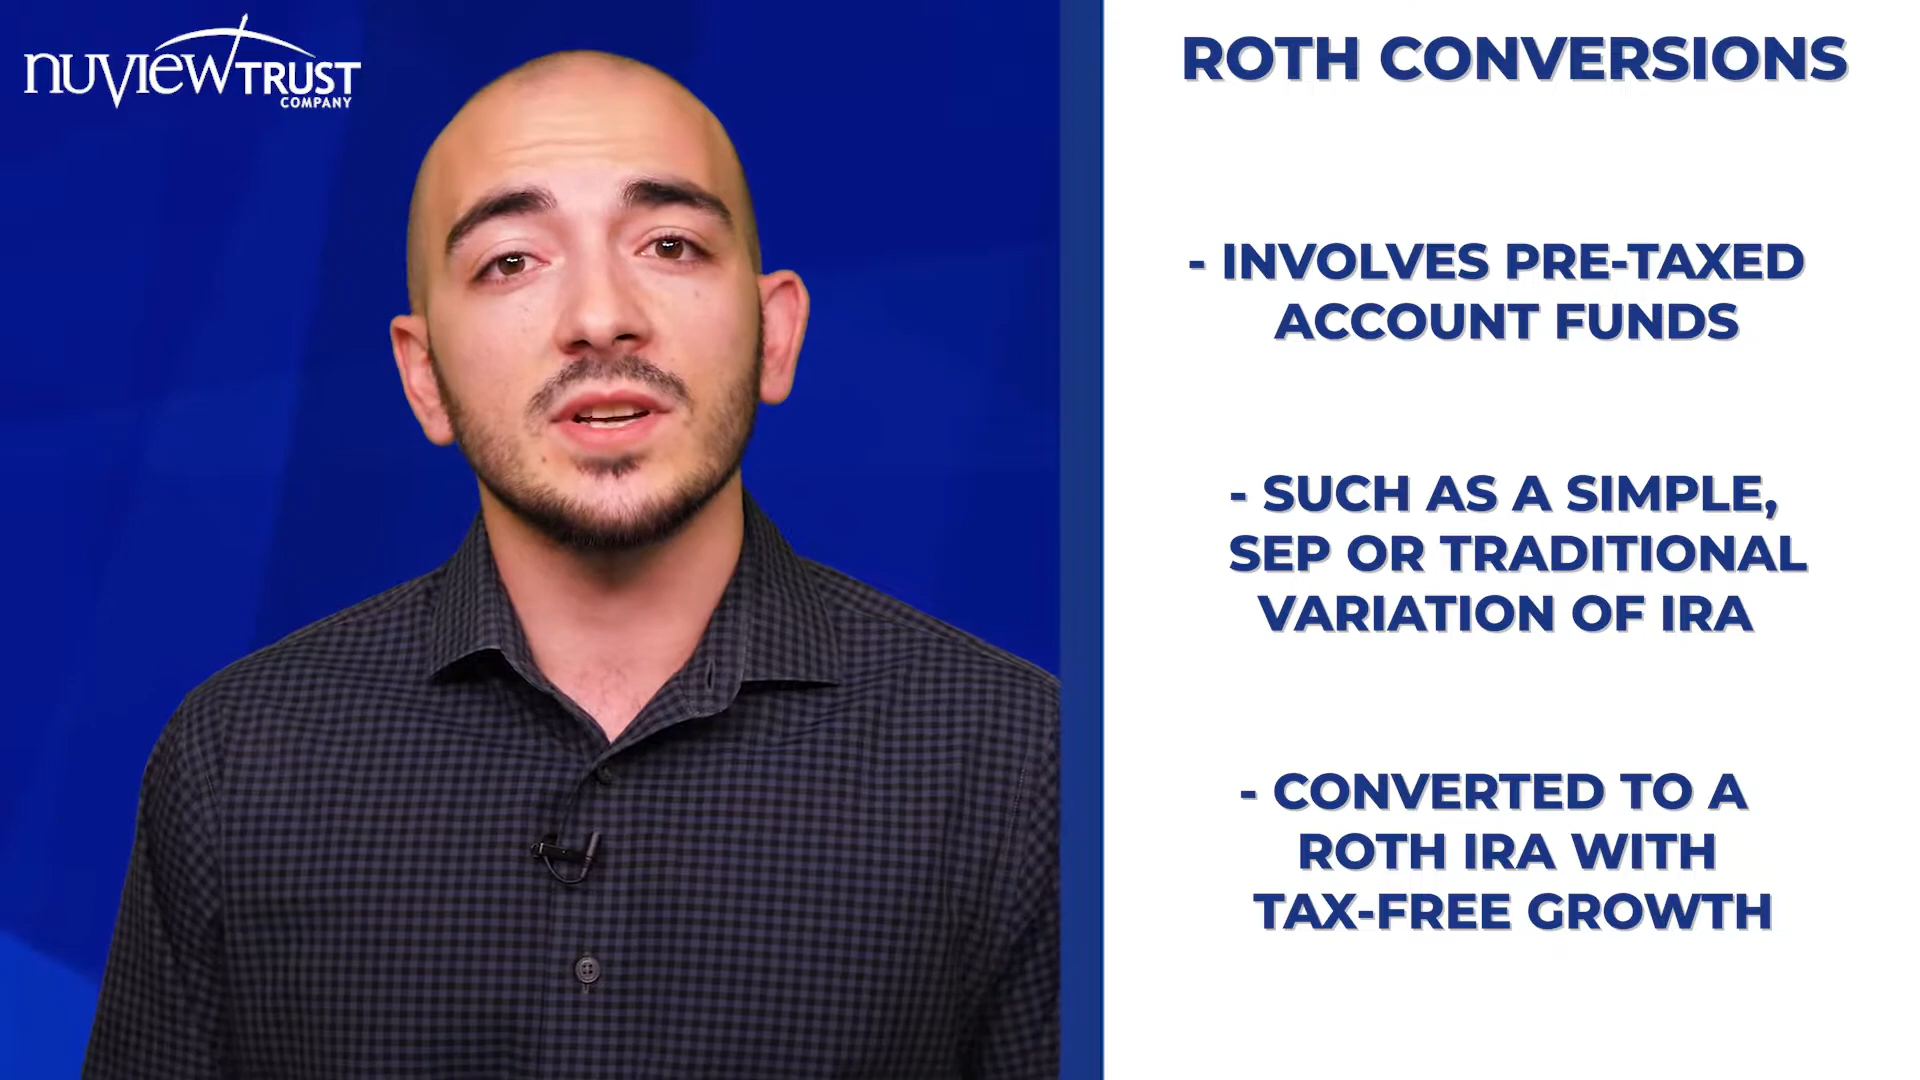 nuVIEW TRUST
COMPANY
ROTH CONVERSIONS
- INVOLVES PRE-TAXED
ACCOUNT FUNDS
- SUCH AS A SIMPLE,
SEP OR TRADITIONAL
VARIATION OF IRA
- CONVERTED TO A
ROTH IRA WITH
TAX-FREE GROWTH